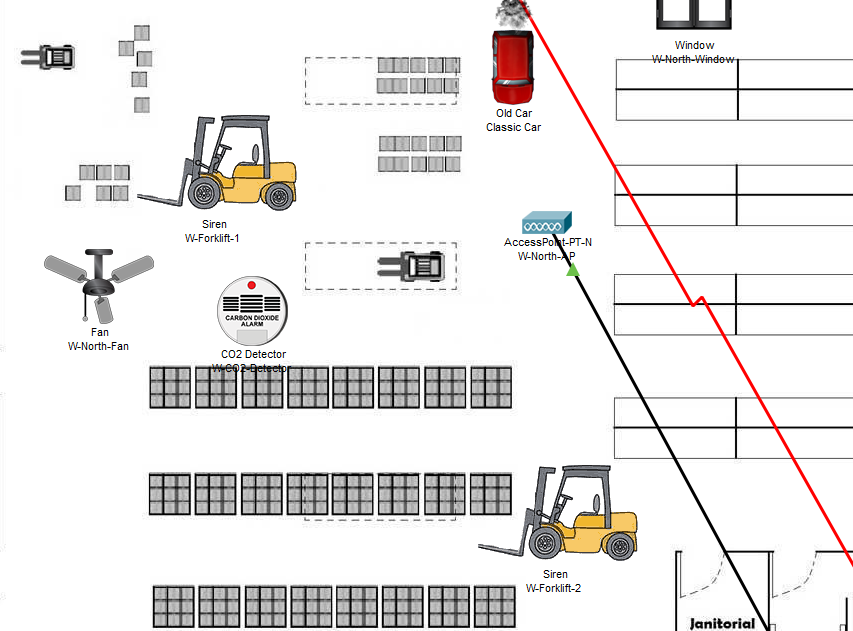 Window
W-North-Window
Old Car
Classic Car
Siren
W-Forklift-1
AccessPoint-PT-N
W-North-AP
Fan
W-North-Fan
CARBON DIOXIDE
ALARM
CO2 Detector
W-CO2-Detector
Siren
W-Forklift-2
Janitorial